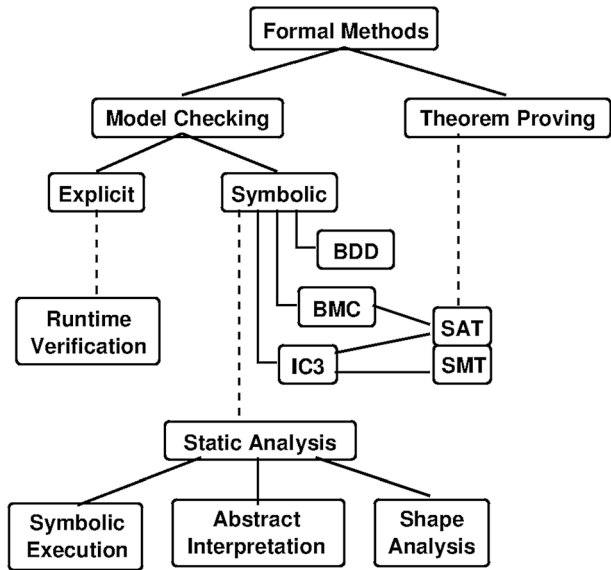 Formal Methods
Model Checking
Theorem Proving
Explicit
Symbolic
BDD
BMC
Runtime
Verification
SAT
IC3
SMT
Static Analysis
Symbolic
Execution
Abstract
Interpretation
Shape
Analysis